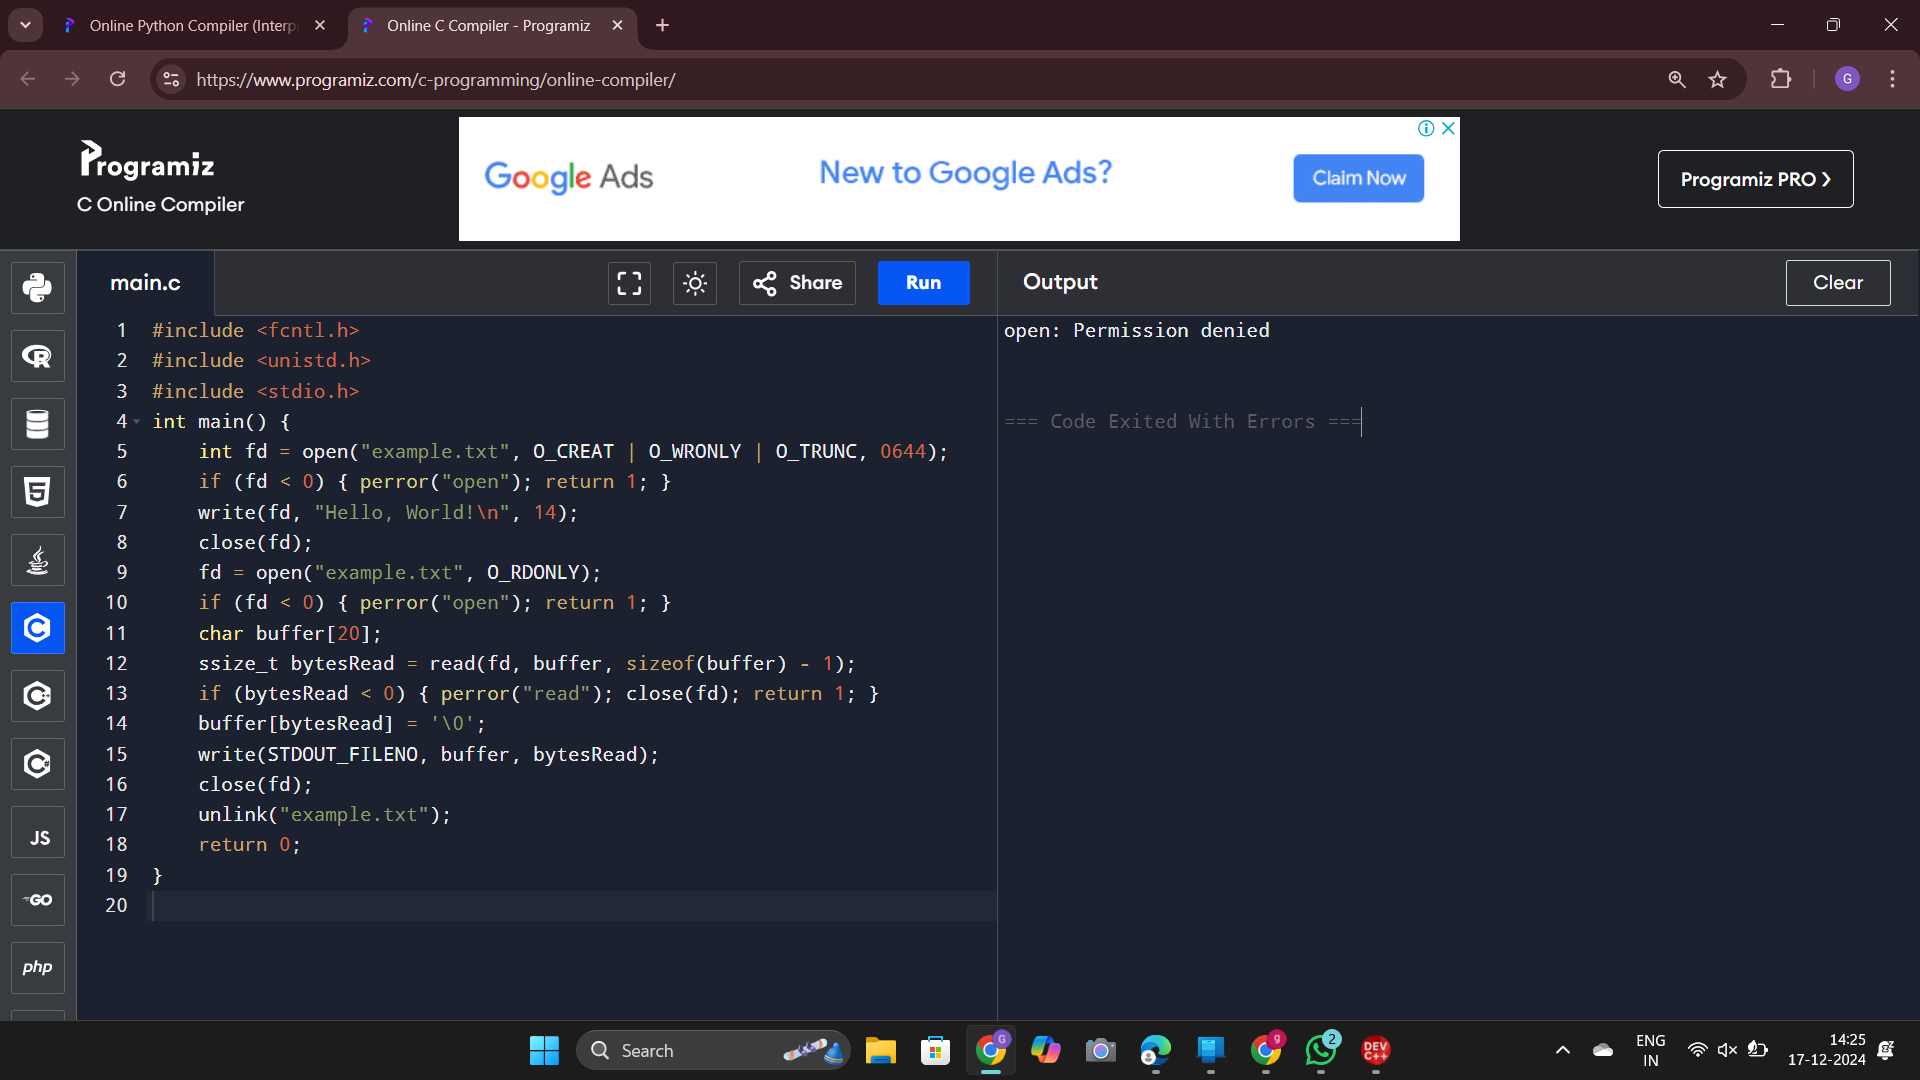 Online Python Compiler (Interp
Online C Compiler - Programiz
https://www.programiz.com/c-programming/online-compiler/
G
Programiz
C Online Compiler
Google Ads
New to Google Ads?
Claim Now
Programiz PRO ❯
main.c
Share
Run
Output
Clear
1 #include <fcntl.h>
2 #include <unistd.h>
3 #include <stdio.h>
4 int main() {
5 int fd = open("example.txt", O_CREAT | O_WRONLY | O_TRUNC, 0644);
6 if (fd < 0) { perror("open"); return 1; }
7 write(fd, "Hello, World!\n", 14);
8 close(fd);
9 fd = open("example.txt", O_RDONLY);
10 if (fd < 0) { perror("open"); return 1; }
11 char buffer[20];
12 ssize_t bytesRead = read(fd, buffer, sizeof(buffer) - 1);
13 if (bytesRead < 0) { perror("read"); close(fd); return 1; }
14 buffer[bytesRead] = '\0';
15 write(STDOUT_FILENO, buffer, bytesRead);
16 close(fd);
17 unlink("example.txt");
18 return 0;
19 }
20
open: Permission denied
=== Code Exited With Errors ===
R
5
C
C++
C#
JS
GO
php
Search
G
g
2
DEV
C++
ENG
IN
14:25
17-12-2024